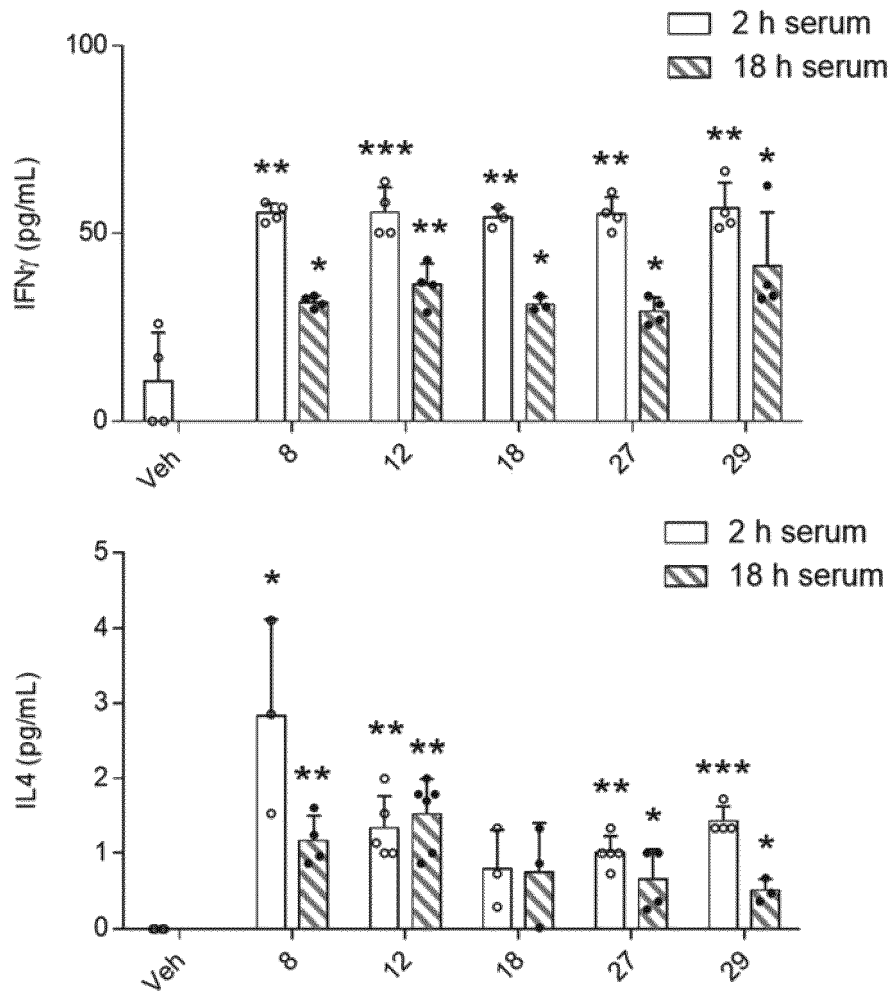 2 h serum
18 h serum
IFNγ (pg/mL)
100
50
0
** * *** ** ** * ** * ** *
Veh 8 12 18 27 29
2 h serum
18 h serum
IL4 (pg/mL)
5
4
3
2
1
0
* ** ** ** ** * *** *
Veh 8 12 18 27 29